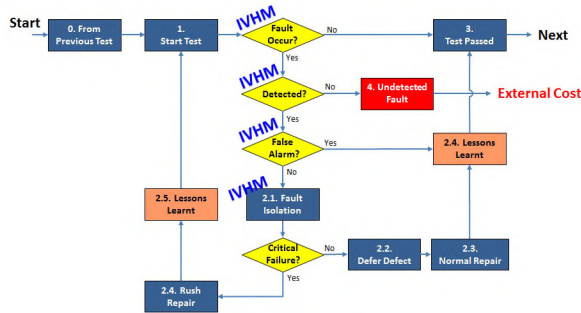 Start
0. From
Previous Test
1.
Start Test
IVHM
Fault
Occur?
No
3.
Test Passed
Next
Yes
IVHM
Detected?
No
4. Undetected
Fault
External Cost
Yes
IVHM
False
Alarm?
Yes
2.4. Lessons
Learnt
No
IVHM
2.1. Fault
Isolation
2.5. Lessons
Learnt
Critical
Failure?
No
2.2.
Defer Defect
2.3.
Normal Repair
Yes
2.4. Rush
Repair